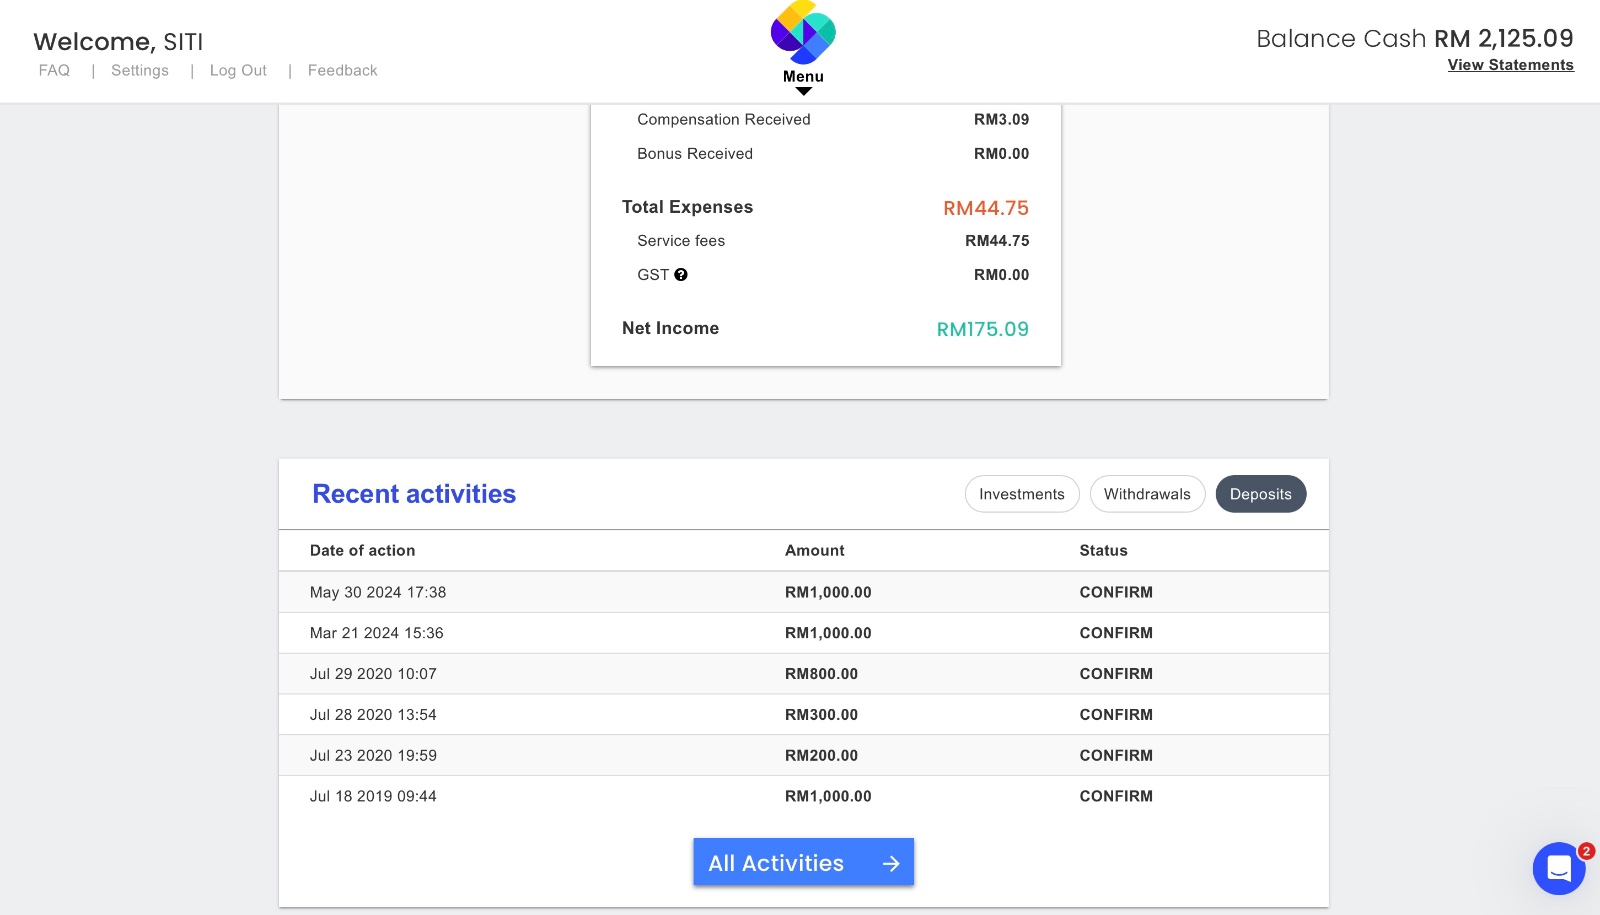 Welcome, SITI
FAQ | Settings | Log Out | Feedback
Menu
Balance Cash RM 2,125.09
View Statements
Compensation Received RM3.09
Bonus Received RM0.00
Total Expenses RM44.75
Service fees RM44.75
GST ? RM0.00
Net Income RM175.09
Recent activities
Investments Withdrawals Deposits
Date of action Amount Status
May 30 2024 17:38 RM1,000.00 CONFIRM
Mar 21 2024 15:36 RM1,000.00 CONFIRM
Jul 29 2020 10:07 RM800.00 CONFIRM
Jul 28 2020 13:54 RM300.00 CONFIRM
Jul 23 2020 19:59 RM200.00 CONFIRM
Jul 18 2019 09:44 RM1,000.00 CONFIRM
All Activities →
2